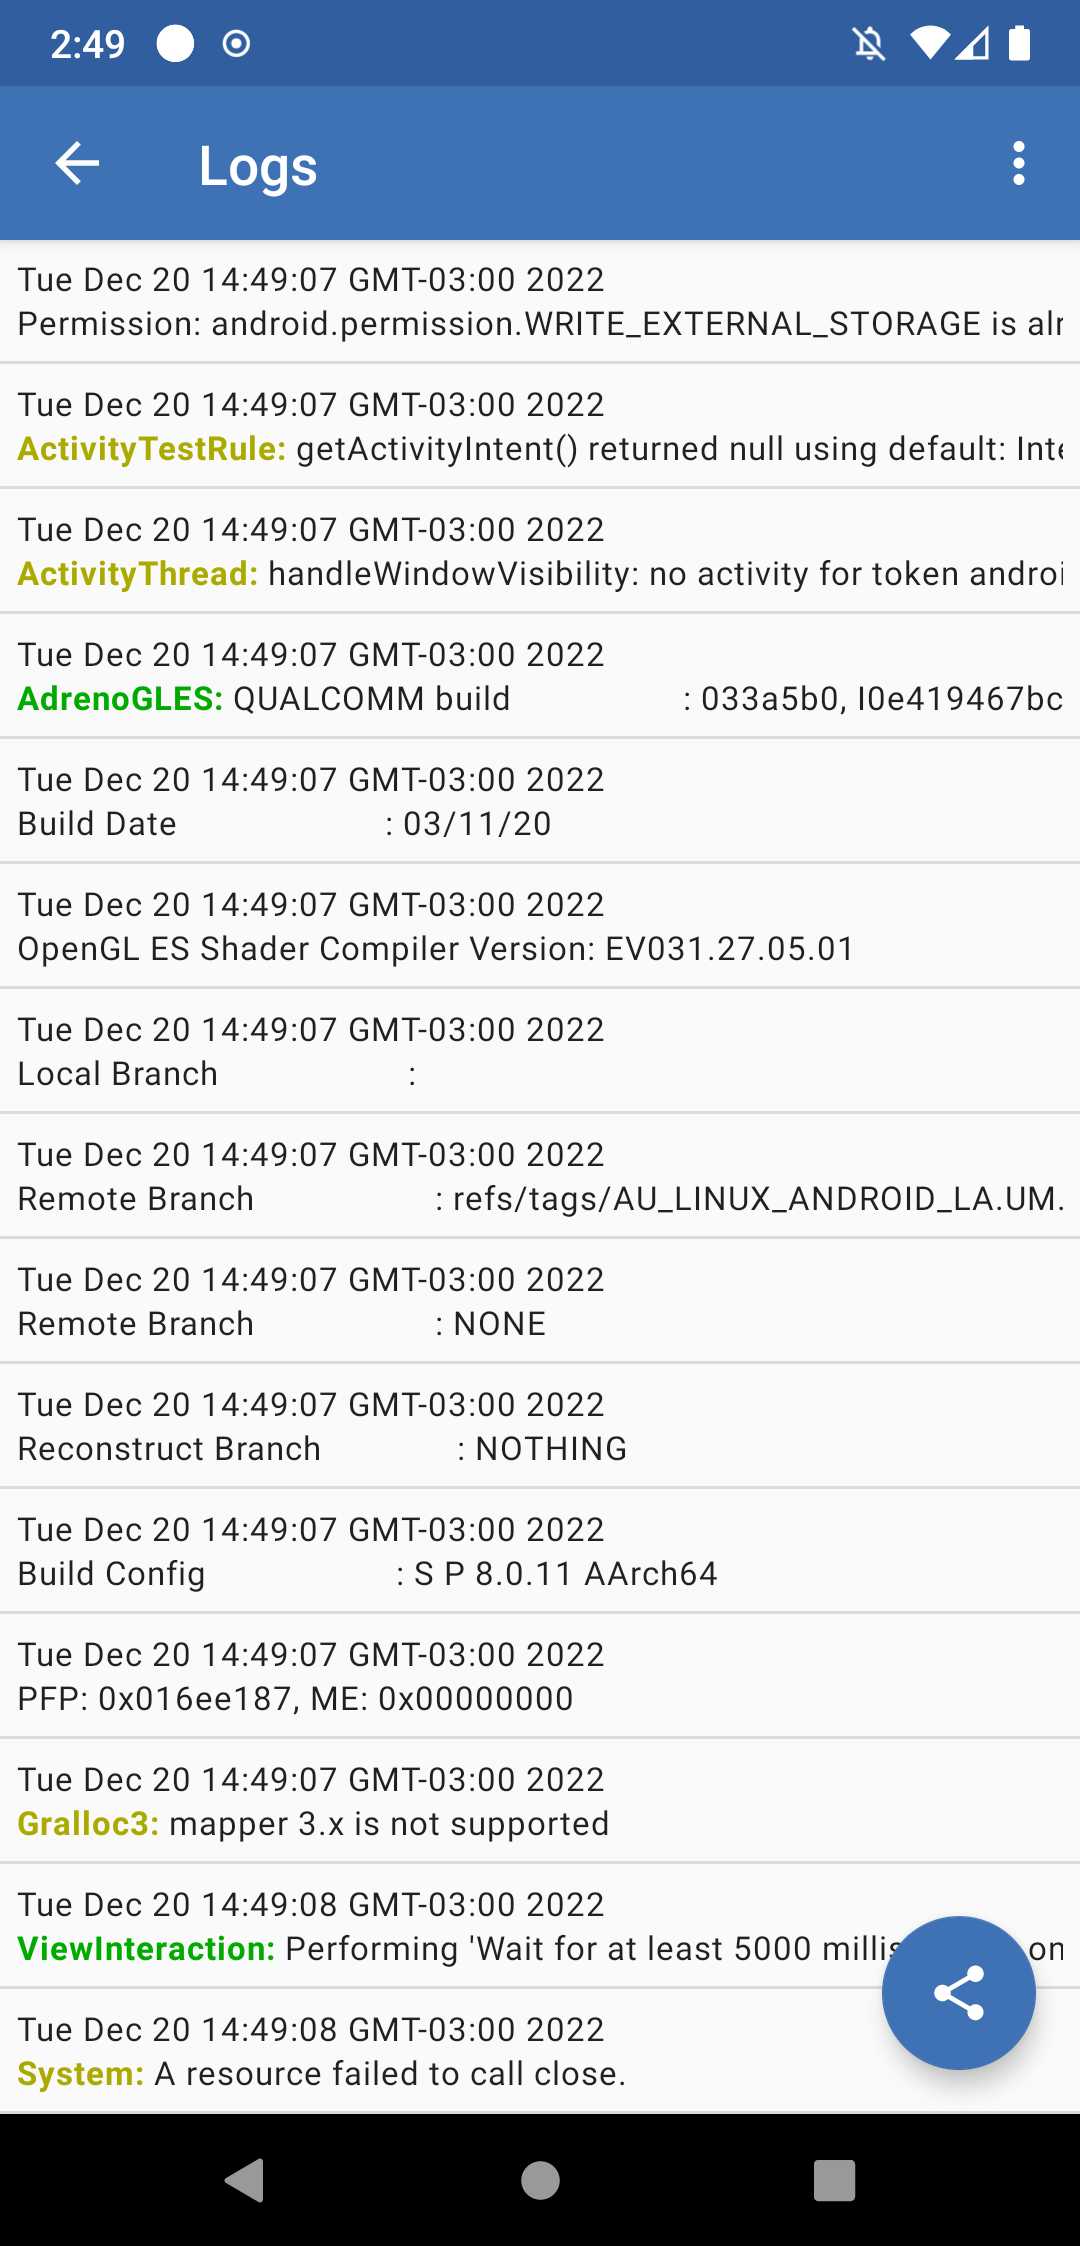 2:49
Logs
Tue Dec 20 14:49:07 GMT-03:00 2022
Permission: android.permission.WRITE_EXTERNAL_STORAGE is alr
Tue Dec 20 14:49:07 GMT-03:00 2022
ActivityTestRule: getActivityIntent() returned null using default: Inte
Tue Dec 20 14:49:07 GMT-03:00 2022
ActivityThread: handleWindowVisibility: no activity for token androi
Tue Dec 20 14:49:07 GMT-03:00 2022
AdrenoGLES: QUALCOMM build : 033a5b0, I0e419467bc
Tue Dec 20 14:49:07 GMT-03:00 2022
Build Date : 03/11/20
Tue Dec 20 14:49:07 GMT-03:00 2022
OpenGL ES Shader Compiler Version: EV031.27.05.01
Tue Dec 20 14:49:07 GMT-03:00 2022
Local Branch :
Tue Dec 20 14:49:07 GMT-03:00 2022
Remote Branch : refs/tags/AU_LINUX_ANDROID_LA.UM.
Tue Dec 20 14:49:07 GMT-03:00 2022
Remote Branch : NONE
Tue Dec 20 14:49:07 GMT-03:00 2022
Reconstruct Branch : NOTHING
Tue Dec 20 14:49:07 GMT-03:00 2022
Build Config : S P 8.0.11 AArch64
Tue Dec 20 14:49:07 GMT-03:00 2022
PFP: 0x016ee187, ME: 0x00000000
Tue Dec 20 14:49:07 GMT-03:00 2022
Gralloc3: mapper 3.x is not supported
Tue Dec 20 14:49:08 GMT-03:00 2022
ViewInteraction: Performing 'Wait for at least 5000 millis on
Tue Dec 20 14:49:08 GMT-03:00 2022
System: A resource failed to call close.